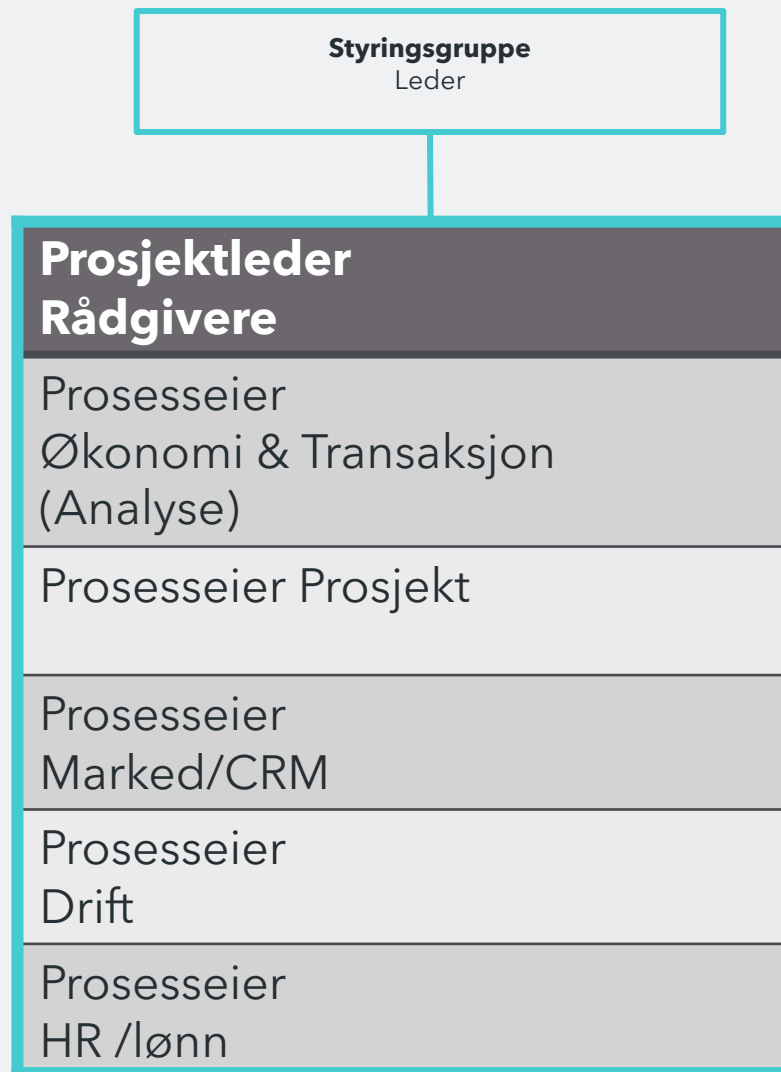 Styringsgruppe
Leder
Prosjektleder
Rådgivere
Prosesseier
Økonomi & Transaksjon
(Analyse)
Prosesseier Prosjekt
Prosesseier
Marked/CRM
Prosesseier
Drift
Prosesseier
HR /lønn